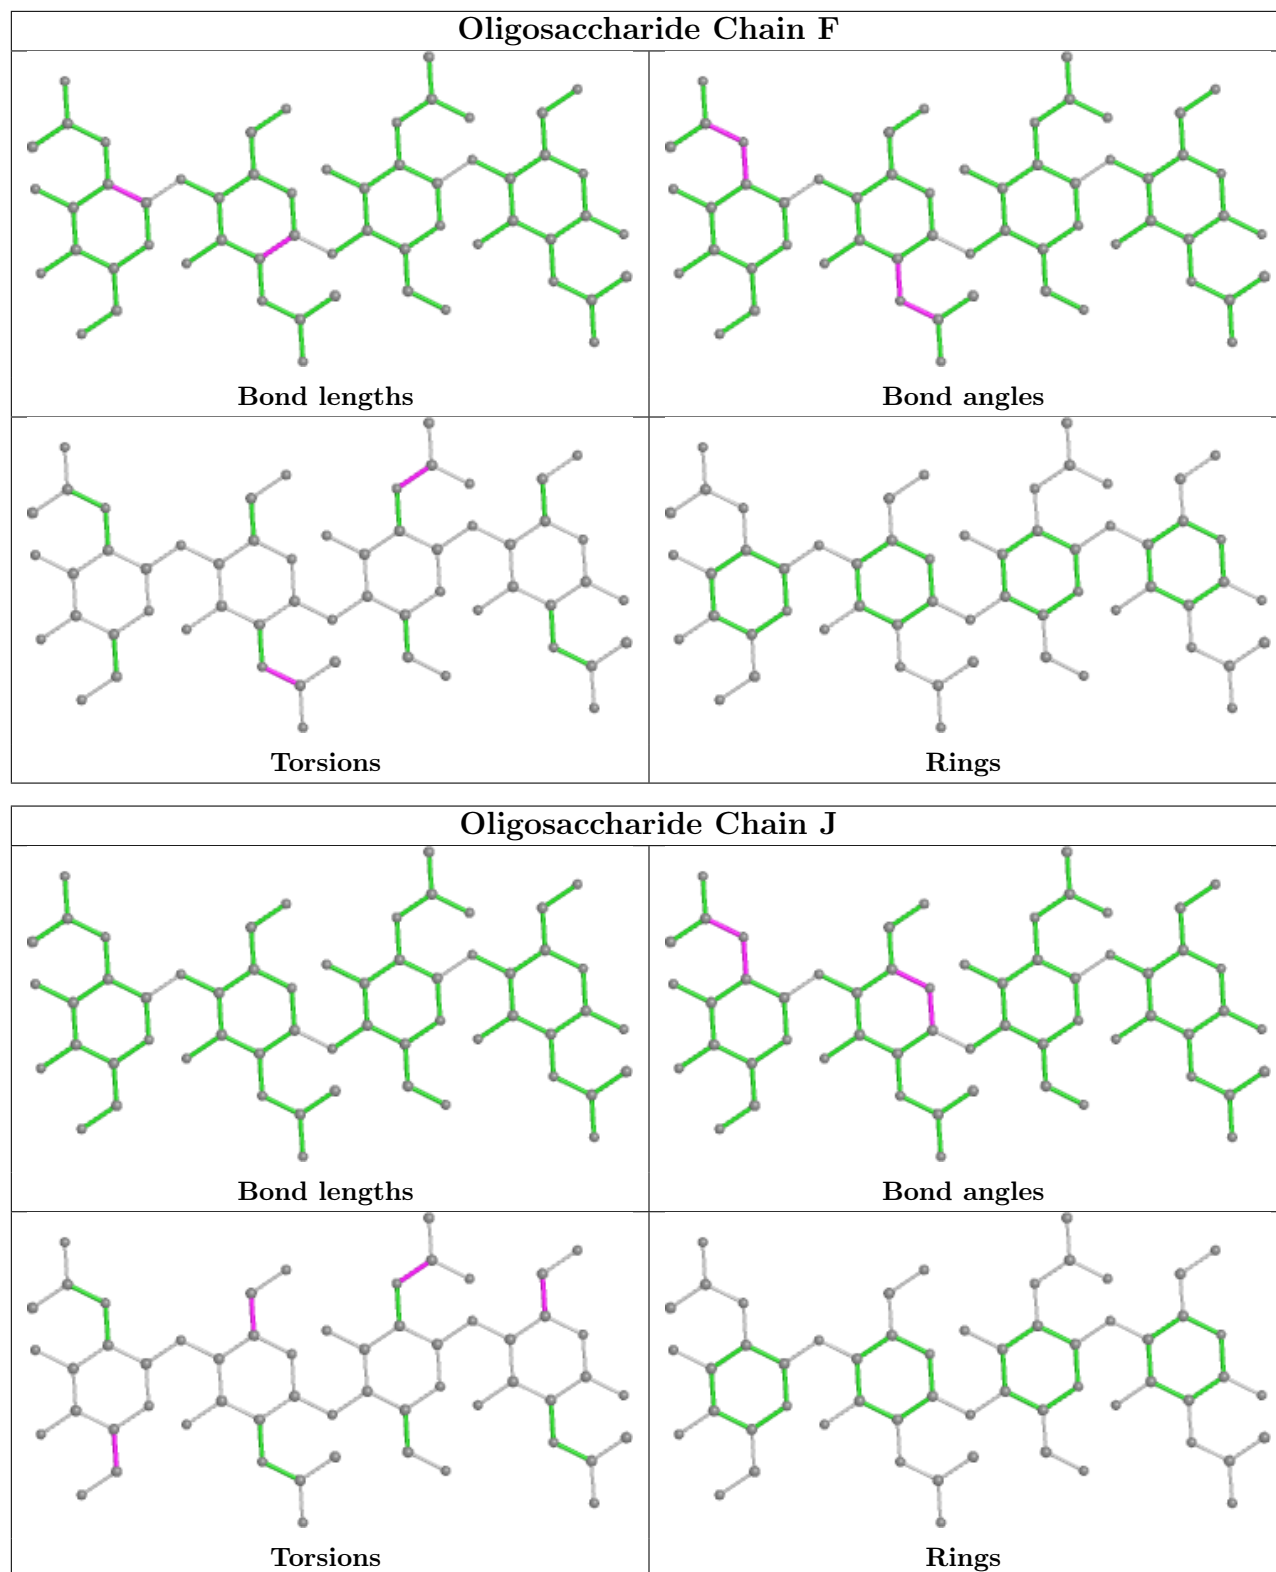 Oligosaccharide Chain F
Bond lengths
Bond angles
Torsions
Rings
Oligosaccharide Chain J
Bond lengths
Bond angles
Torsions
Rings